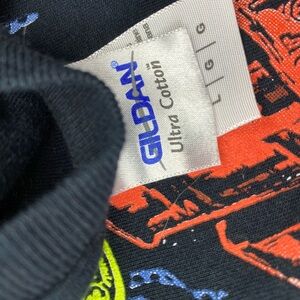 GILDAN
Ultra Cotton
L | G | G